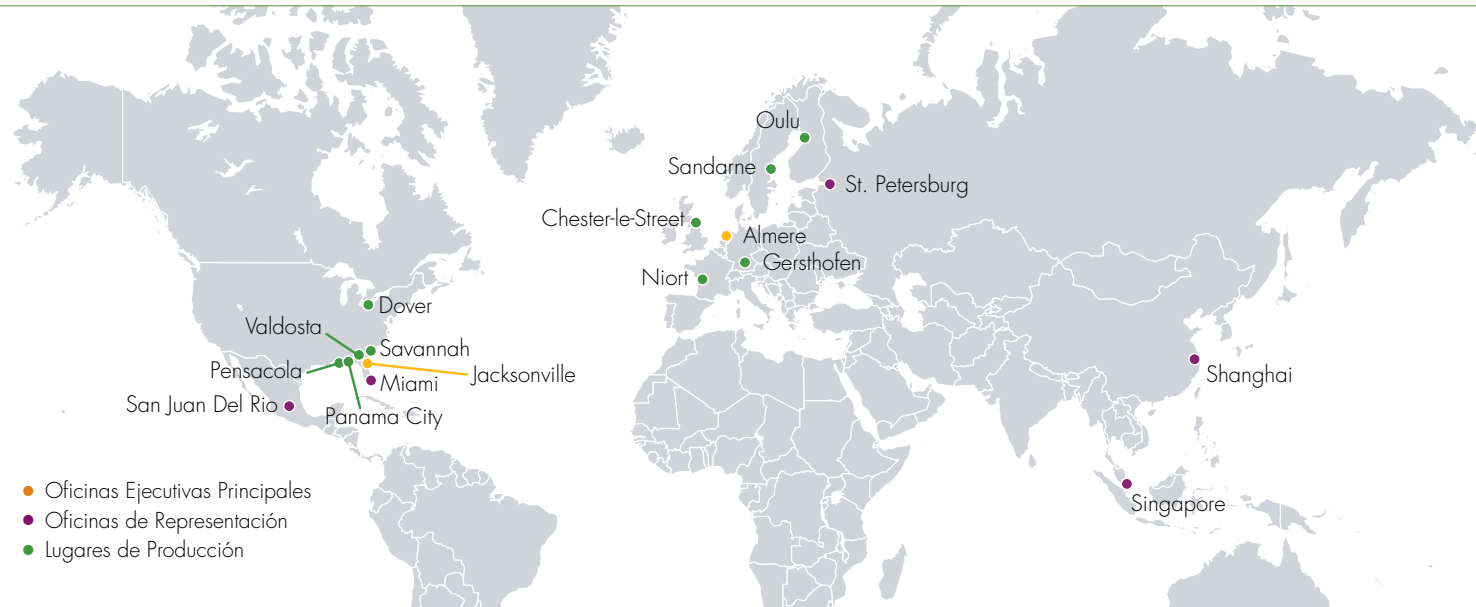 Oulu
Sandarne
St. Petersburg
Chester-le-Street
Almere
Gersthofen
Niort
Dover
Valdosta
Savannah
Pensacola
Jacksonville
Miami
Shanghai
San Juan Del Rio
Panama City
Oficinas Ejecutivas Principales
Oficinas de Representación
Lugares de Producción
Singapore